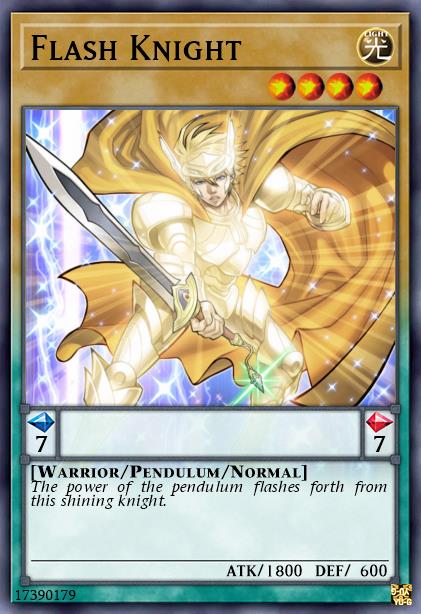 FLASH KNIGHT
LIGHT
光
7
7
[WARRIOR/PENDULUM/NORMAL]
The power of the pendulum flashes forth from
this shining knight.
ATK/1800 DEF/ 600
17390179